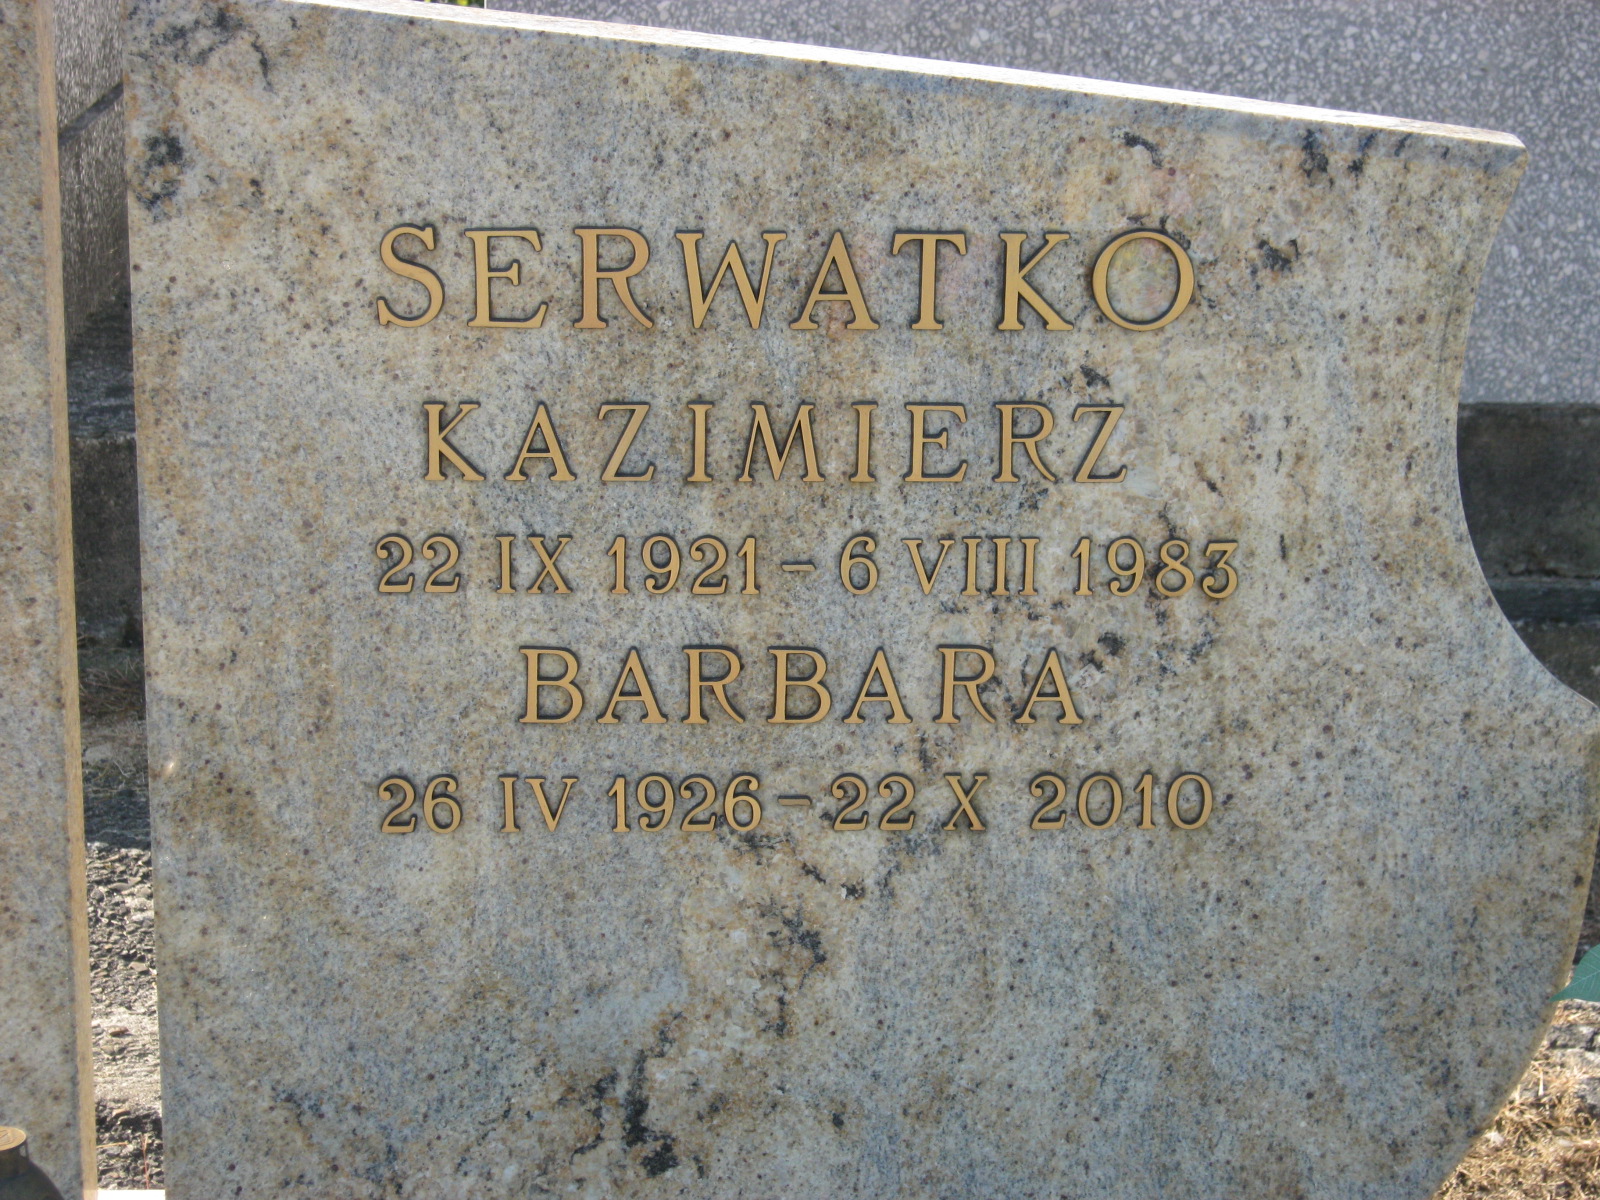 SERWATKO
KAZIMIERZ
22 IX 1921 – 6 VIII 1983
BARBARA
26 IV 1926 – 22 X 2010